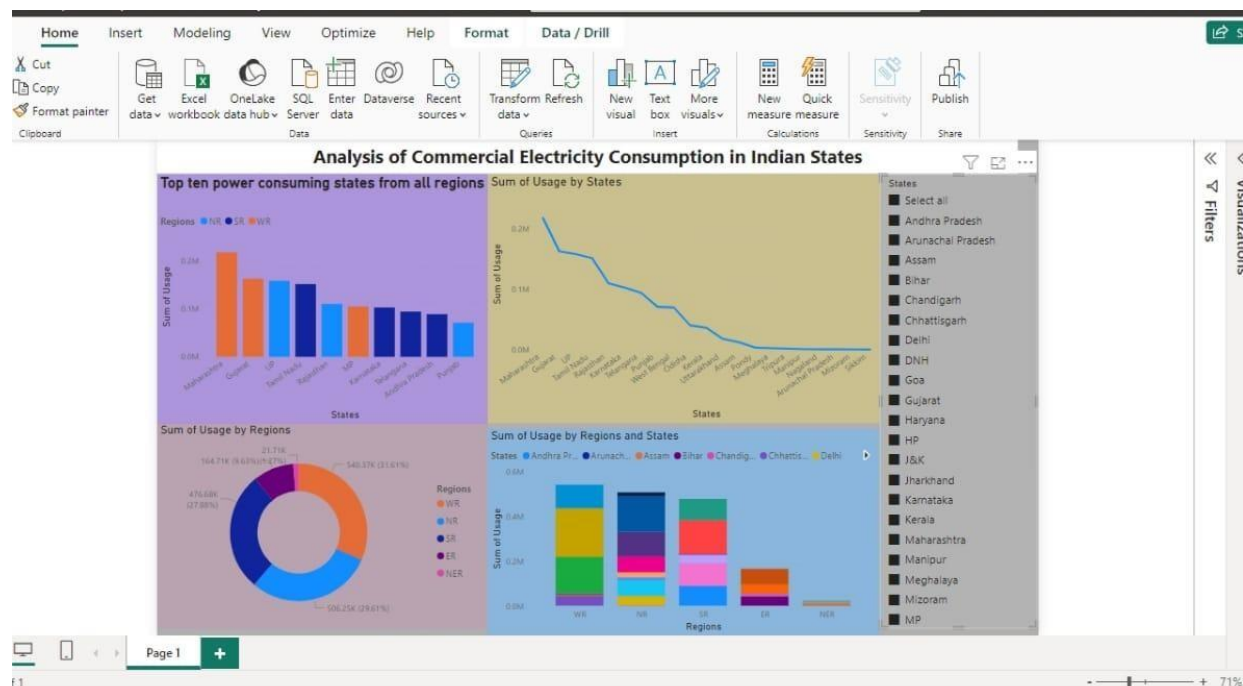 Home Insert Modeling View Optimize Help Format Data / Drill
Cut
Copy
Format painter
Get data
Excel workbook
OneLake data hub
SQL Server
Enter data
Dataverse
Recent sources
Transform data
Refresh
New visual
Text box
More visuals
New measure
Quick measure
Sensitivity
Publish
Clipboard Data Queries Insert Calculations Sensitivity Share
Analysis of Commercial Electricity Consumption in Indian States
Top ten power consuming states from all regions
Regions NR SR WR
Sum of Usage
0.2M
0.1M
0.0M
Maharashtra Gujarat UP Tamil Nadu Rajasthan MP Karnataka Telangana Andhra Pradesh Punjab
States
Sum of Usage by States
Sum of Usage
0.2M
0.1M
0.0M
Maharashtra Gujarat UP Tamil Nadu Rajasthan Karnataka Telangana Punjab West Bengal Odisha Kerala Uttarakhand Assam Pondy Meghalaya Tripura Manipur Nagaland Arunachal Pradesh Mizoram Sikkim
States
Sum of Usage by Regions
21.71K
164.71K (9.63%)
540.37K (31.61%)
476.68K
(27.88%)
506.25K (29.61%)
Regions
WR
NR
SR
ER
NER
Sum of Usage by Regions and States
States Andhra Pr... Arunach... Assam Bihar Chandig... Chhattis... Delhi
Sum of Usage
0.6M
0.4M
0.2M
0.0M
WR NR SR ER NER
Regions
States
Select all
Andhra Pradesh
Arunachal Pradesh
Assam
Bihar
Chandigarh
Chhattisgarh
Delhi
DNH
Goa
Gujarat
Haryana
HP
J&K
Jharkhand
Karnataka
Kerala
Maharashtra
Manipur
Meghalaya
Mizoram
MP
Filters
Visualizations
Page 1
71%